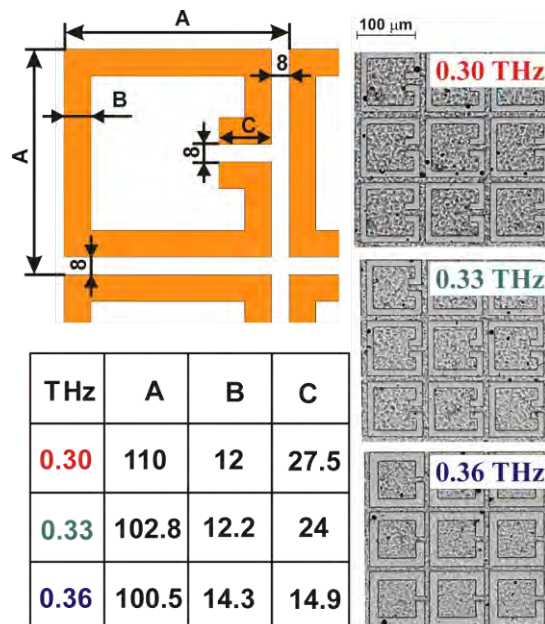 A
8
B
A
C
8
8
THz A B C
0.30 110 12 27.5
0.33 102.8 12.2 24
0.36 100.5 14.3 14.9
100 μm
0.30 THz
0.33 THz
0.36 THz